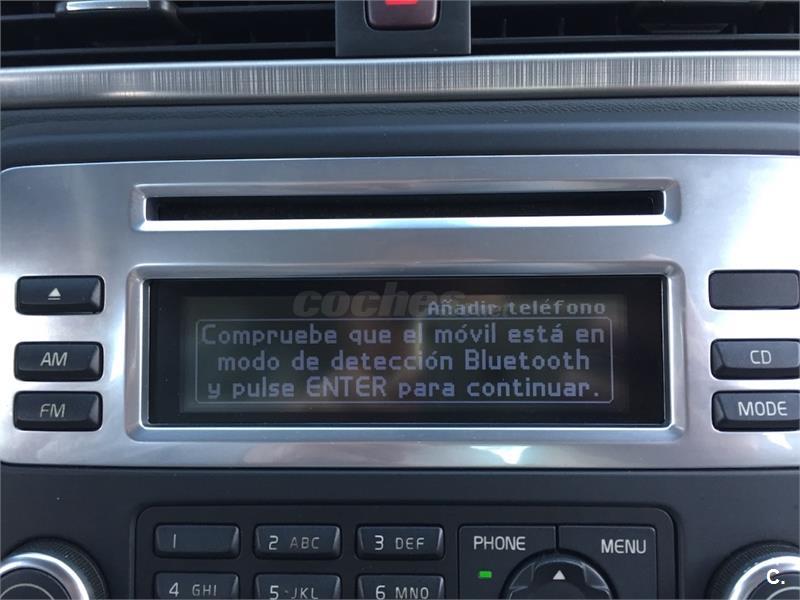 coches
Añadir teléfono
Compruebe que el móvil está en
modo de detección Bluetooth
y pulse ENTER para continuar.
AM
CD
FM
MODE
1
2 ABC
3 DEF
PHONE
MENU
4 GHI
5 JKL
6 MNO
C.